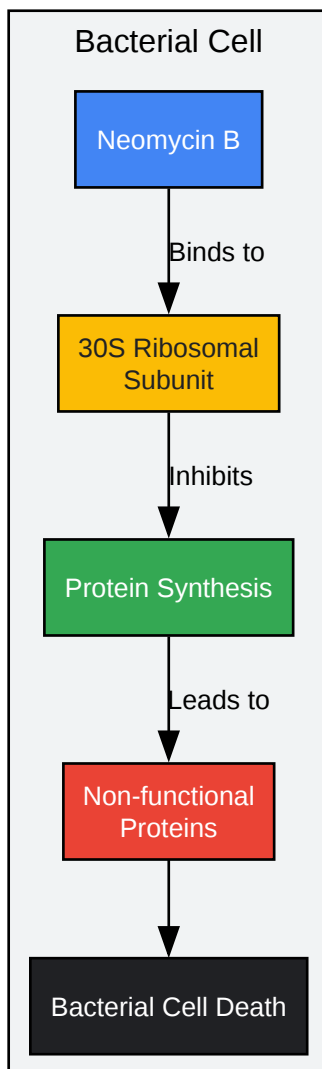 Bacterial Cell
Neomycin B
Binds to
30S Ribosomal
Subunit
Inhibits
Protein Synthesis
Leads to
Non-functional
Proteins
Bacterial Cell Death